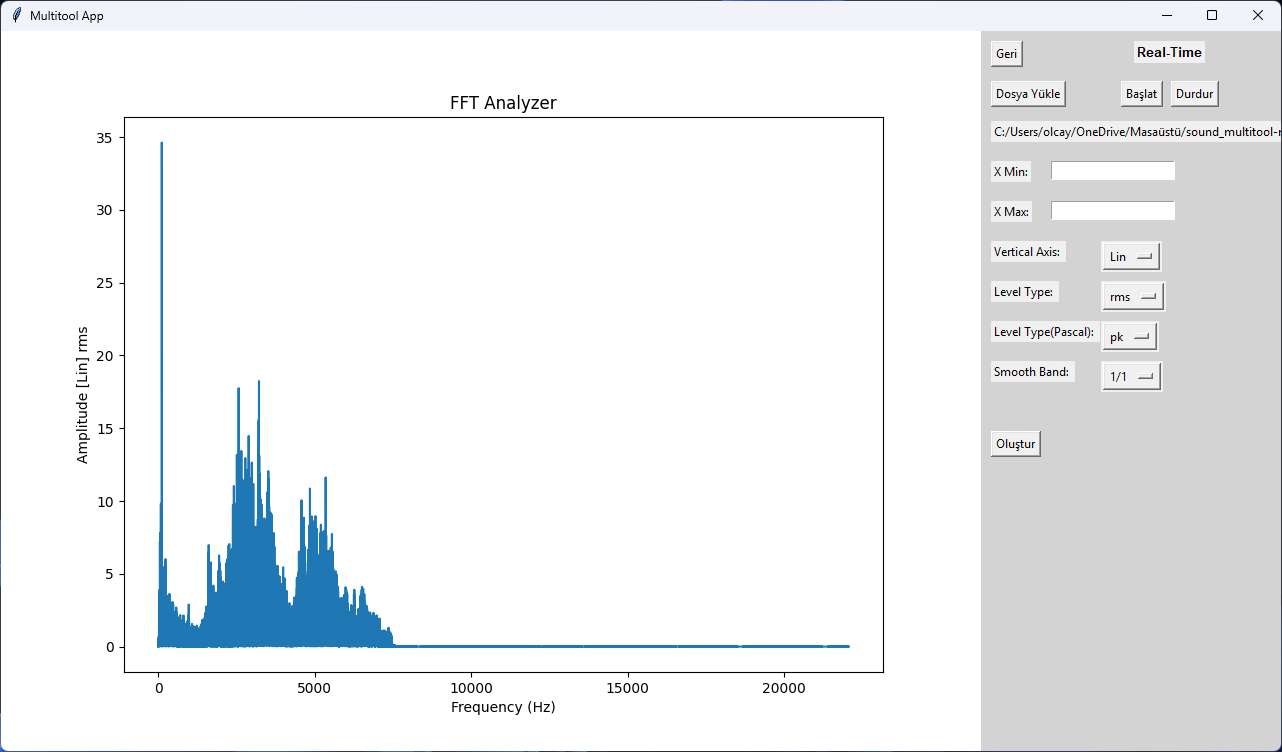 Multitool App
FFT Analyzer
35
30
25
20
15
10
5
0
Amplitude [Lin] rms
0 5000 10000 15000 20000
Frequency (Hz)
Geri Real-Time
Dosya Yükle Başlat Durdur
C:/Users/olcay/OneDrive/Masaüstü/sound_multitool-
X Min:
X Max:
Vertical Axis: Lin
Level Type: rms
Level Type(Pascal): pk
Smooth Band: 1/1
Oluştur